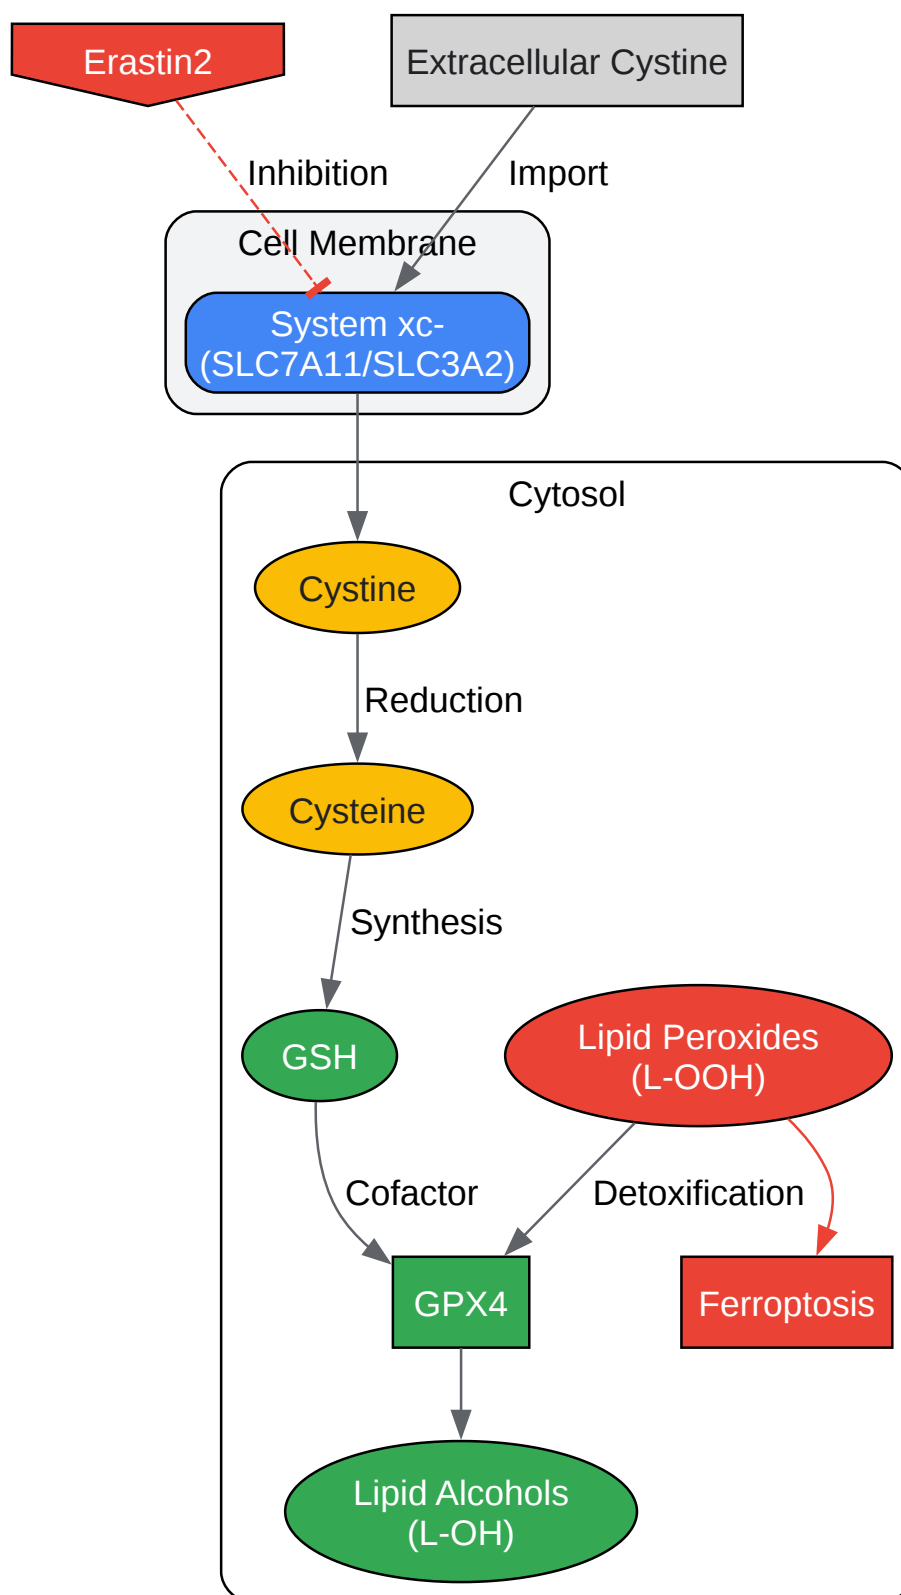 Erastin2
Extracellular Cystine
Inhibition
Import
Cell Membrane
System xc-
(SLC7A11/SLC3A2)
Cytosol
Cystine
Reduction
Cysteine
Synthesis
GSH
Lipid Peroxides
(L-OOH)
Cofactor
Detoxification
GPX4
Ferroptosis
Lipid Alcohols
(L-OH)